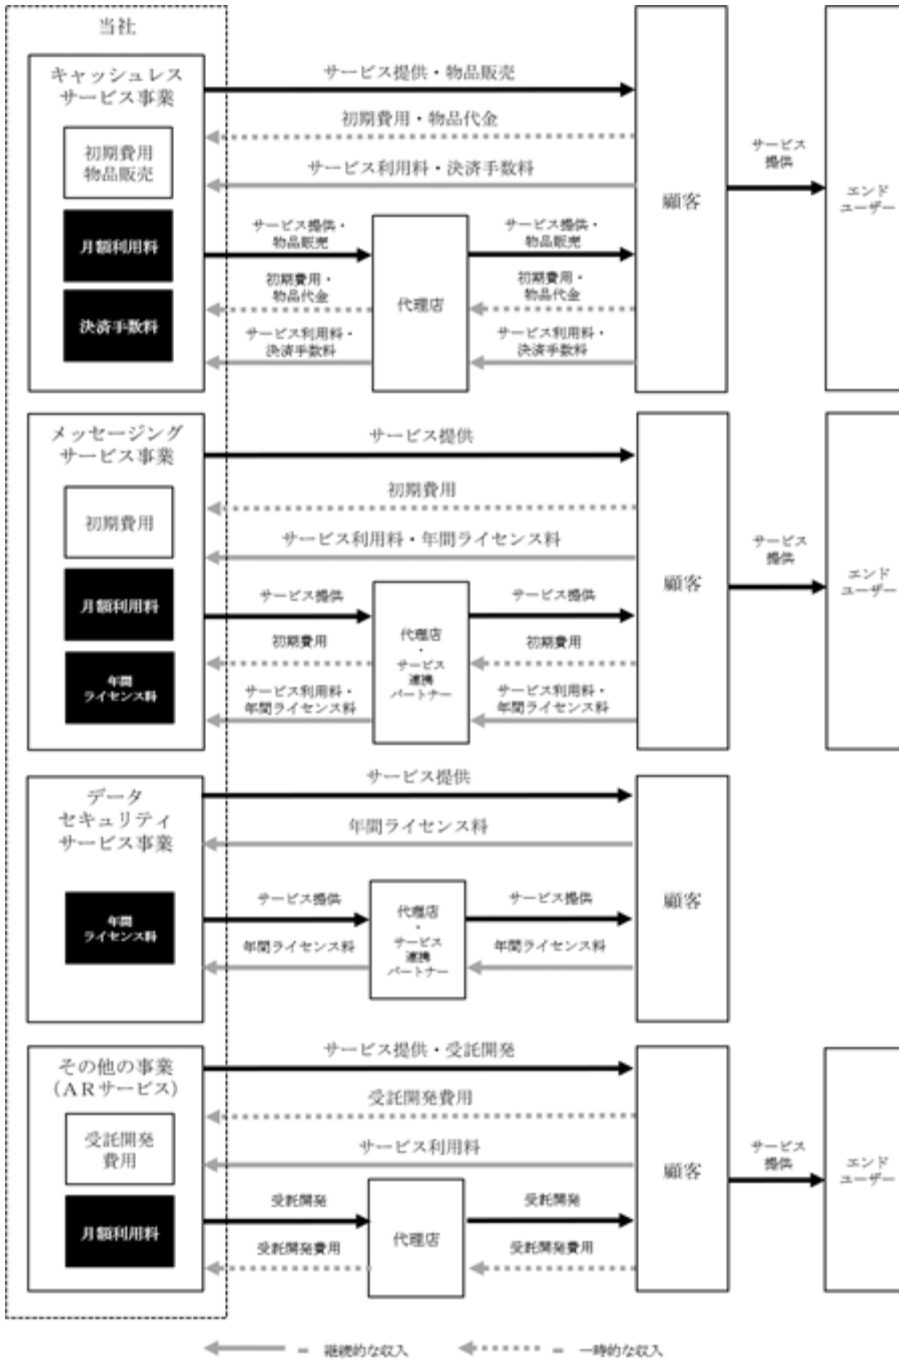 当社
キャッシュレス
サービス事業
初期費用
物品販売
月額利用料
決済手数料
サービス提供・物品販売
初期費用・物品代金
サービス利用料・決済手数料
サービス提供・
物品販売
初期費用・
物品代金
サービス利用料・
決済手数料
代理店
サービス提供・
物品販売
初期費用・
物品代金
サービス利用料・
決済手数料
顧客
サービス
提供
エンド
ユーザー
メッセージング
サービス事業
初期費用
月額利用料
年間
ライセンス料
サービス提供
初期費用
サービス利用料・年間ライセンス料
サービス提供
初期費用
サービス利用料・
年間ライセンス料
代理店
・
サービス
連携
パートナー
サービス提供
初期費用
サービス利用料・
年間ライセンス料
顧客
サービス
提供
エンド
ユーザー
データ
セキュリティ
サービス事業
年間
ライセンス料
サービス提供
年間ライセンス料
サービス提供
年間ライセンス料
代理店
・
サービス
連携
パートナー
サービス提供
年間ライセンス料
顧客
その他の事業
（ＡＲサービス）
受託開発
費用
月額利用料
サービス提供・受託開発
受託開発費用
サービス利用料
受託開発
受託開発費用
代理店
受託開発
受託開発費用
顧客
サービス
提供
エンド
ユーザー
= 継続的な収入
= 一時的な収入